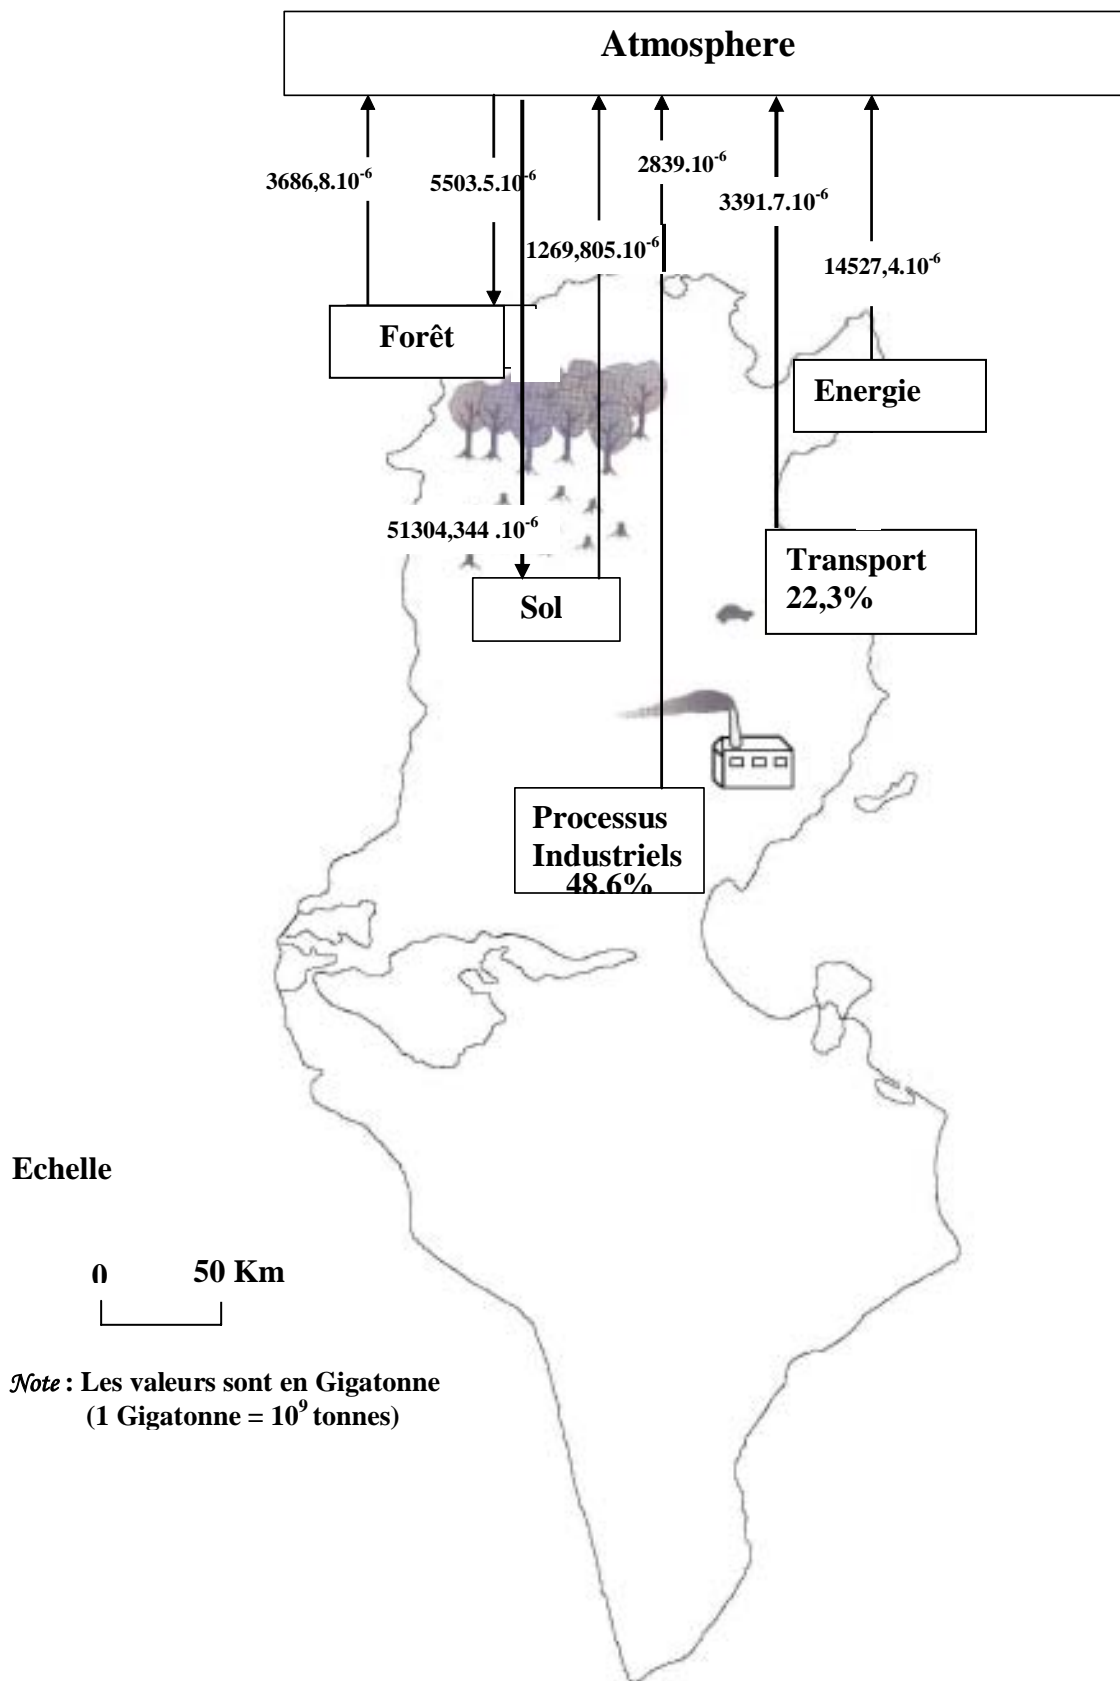 Atmosphere
3686,8.10⁻⁶
5503.5.10⁻⁶
1269,805.10⁻⁶
2839.10⁻⁶
3391.7.10⁻⁶
14527,4.10⁻⁶
Forêt
Energie
51304,344 .10⁻⁶
Sol
Transport
22,3%
Processus
Industriels
48,6%
Echelle
0 50 Km
Note : Les valeurs sont en Gigatonne
(1 Gigatonne = 10⁹ tonnes)